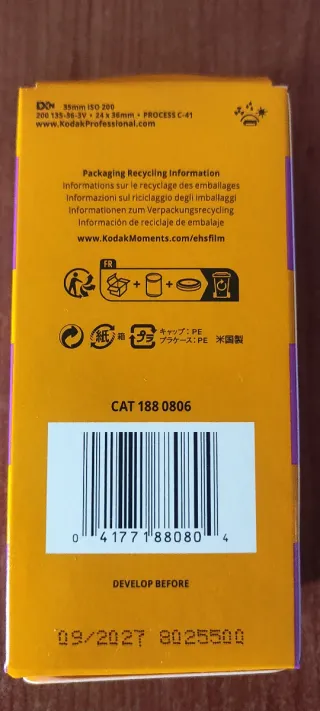 DXN 35mm ISO 200
200 135-36-3V • 24 x 36mm • PROCESS C-41
www.KodakProfessional.com
Packaging Recycling Information
Informations sur le recyclage des emballages
Informazioni sul riciclaggio degli imballaggi
Informationen zum Verpackungsrecycling
Información de reciclaje de embalaje
www.KodakMoments.com/ehsfilm
FR
紙 箱 プラ キャップ: PE
プラケース: PE 米国製
CAT 188 0806
0 41771 88080 4
DEVELOP BEFORE
09/2027 8025500